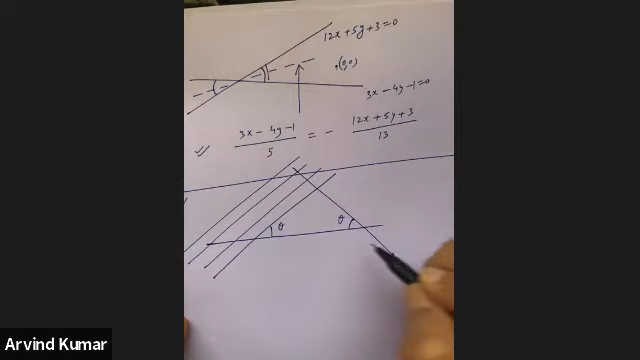 12x + 5y + 3 = 0
(0,0)
3x - 4y - 1 = 0
✓ (3x - 4y - 1)/5 = - (12x + 5y + 3)/13
θ θ
Arvind Kumar